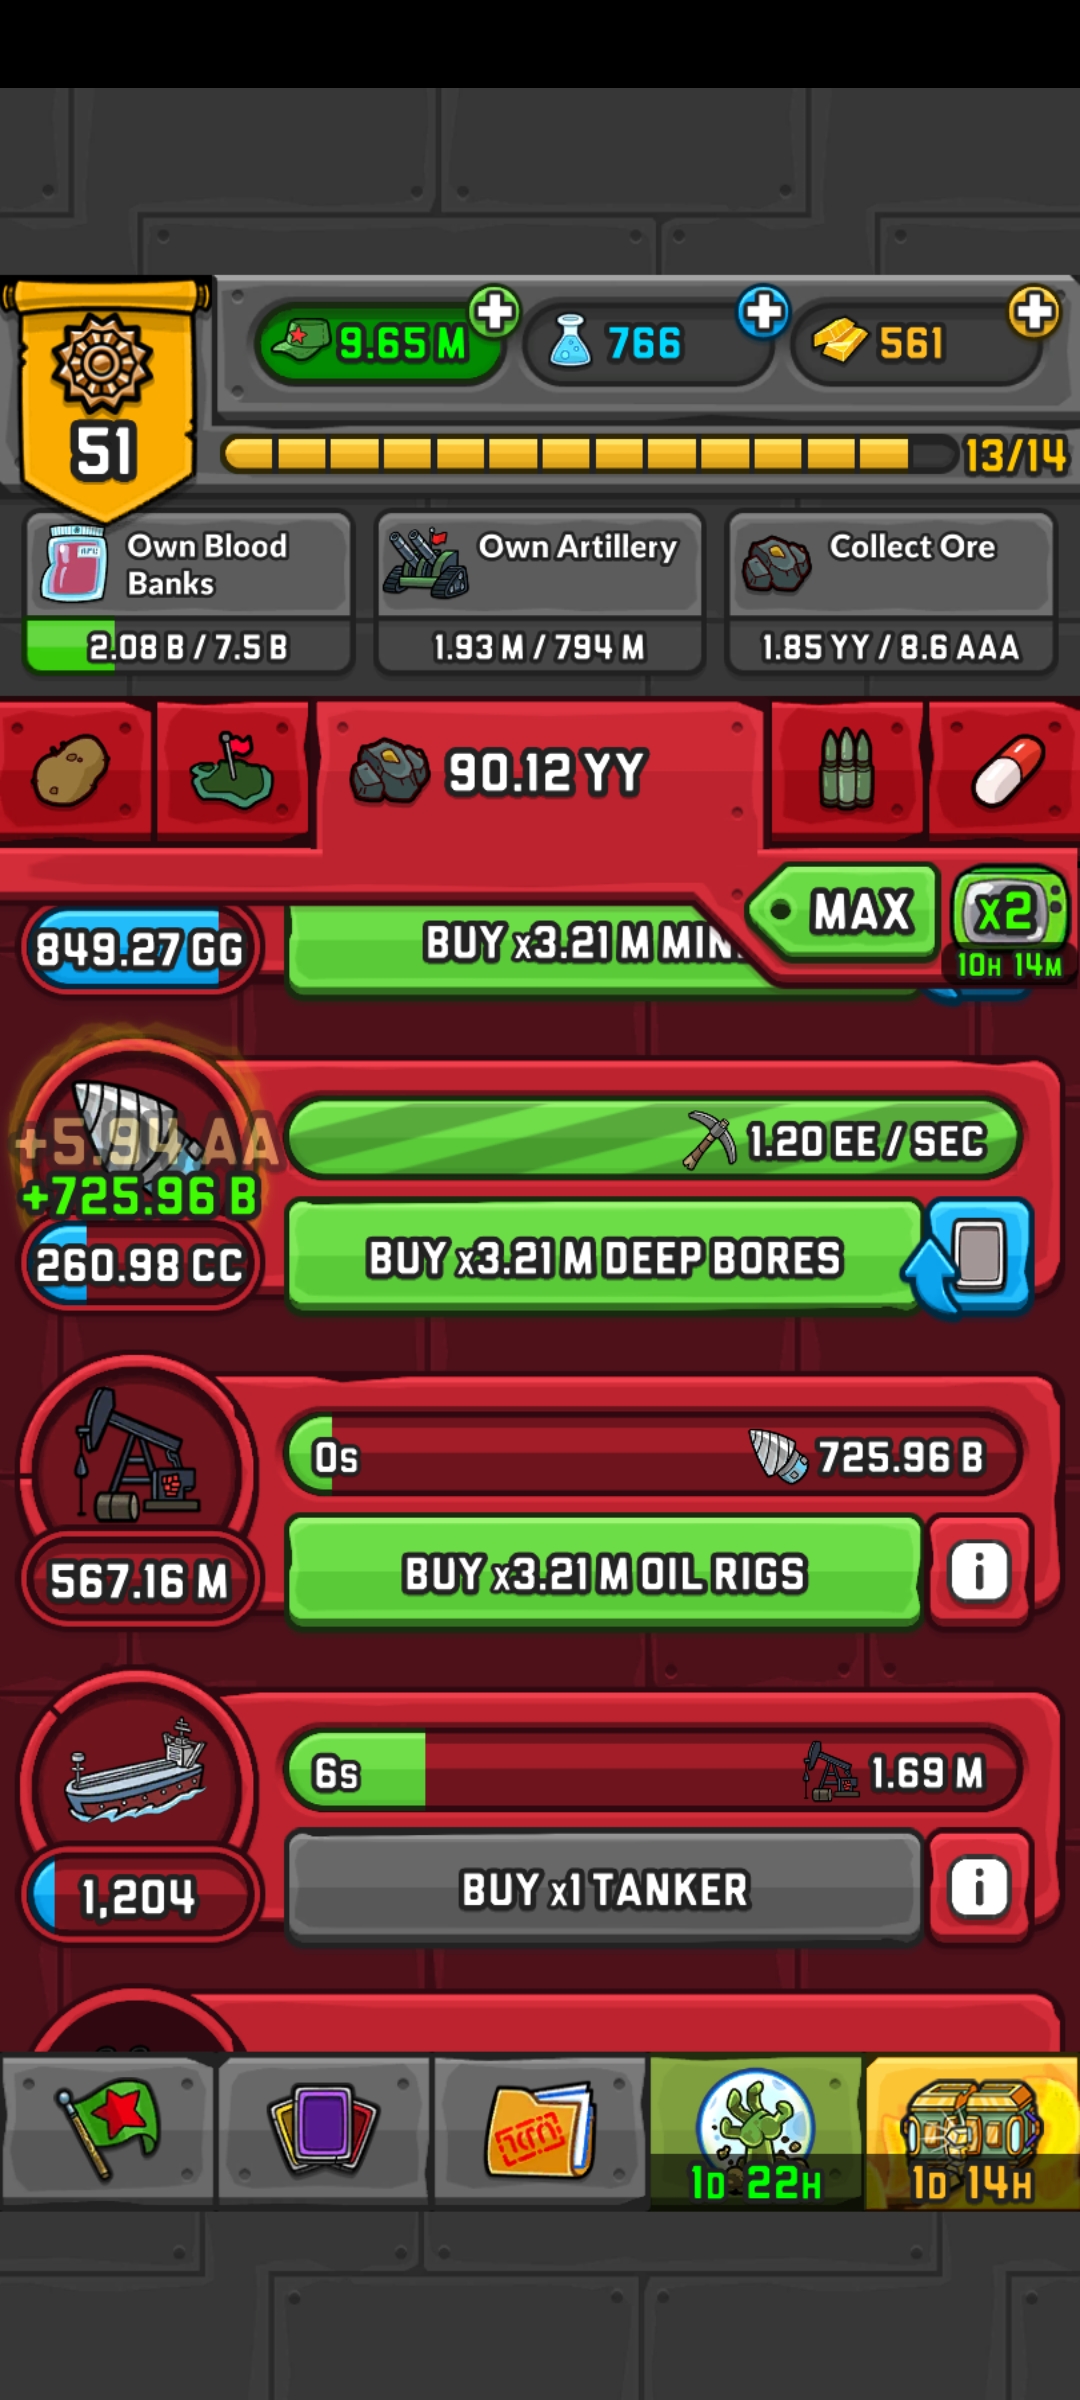 9.65 M
766
561
51
13/14
Own Blood
Banks
2.08 B / 7.5 B
Own Artillery
1.93 M / 794 M
Collect Ore
1.85 YY / 8.6 AAA
90.12 YY
MAX
x2
10H 14M
849.27 GG
BUY x3.21 M MIN
+5.94 AA
+725.96 B
1.20 EE / SEC
260.98 CC
BUY x3.21 M DEEP BORES
0s
725.96 B
567.16 M
BUY x3.21 M OIL RIGS
i
6s
1.69 M
1,204
BUY x1 TANKER
i
1D 22H
1D 14H